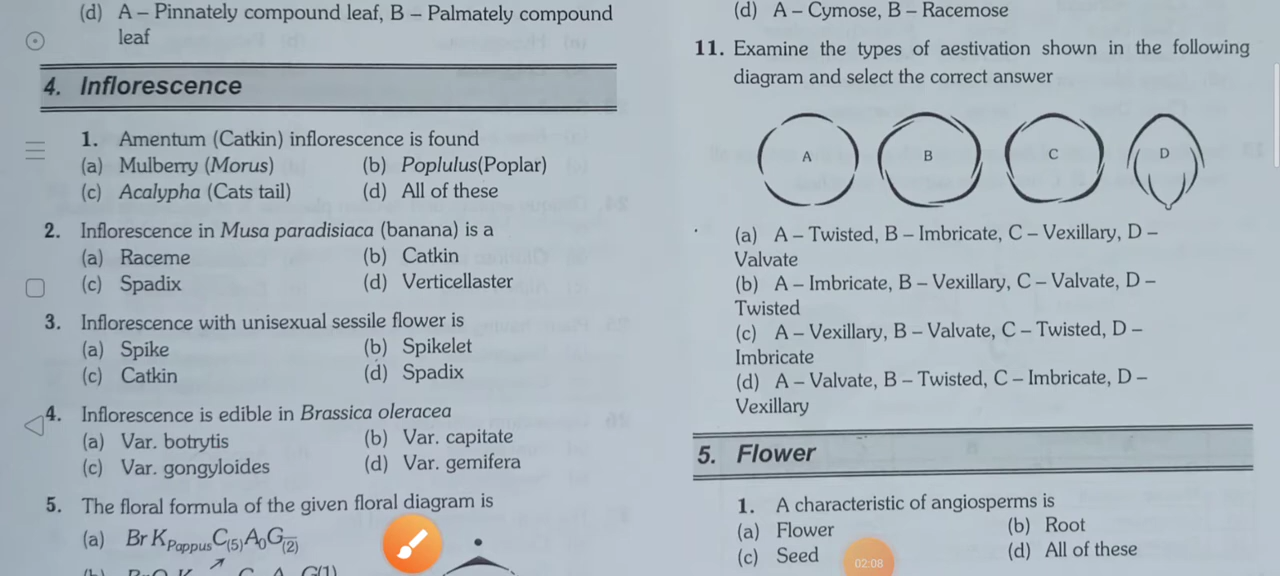 (d) A – Pinnately compound leaf, B – Palmately compound
leaf
4. Inflorescence
1. Amentum (Catkin) inflorescence is found
(a) Mulberry (Morus) (b) Poplulus(Poplar)
(c) Acalypha (Cats tail) (d) All of these
2. Inflorescence in Musa paradisiaca (banana) is a
(a) Raceme (b) Catkin
(c) Spadix (d) Verticellaster
3. Inflorescence with unisexual sessile flower is
(a) Spike (b) Spikelet
(c) Catkin (d) Spadix
4. Inflorescence is edible in Brassica oleracea
(a) Var. botrytis (b) Var. capitate
(c) Var. gongyloides (d) Var. gemifera
5. The floral formula of the given floral diagram is
(a) Br K_Pappus C(5) A0 G(2)
(d) A – Cymose, B – Racemose
11. Examine the types of aestivation shown in the following
diagram and select the correct answer
A B C D
(a) A – Twisted, B – Imbricate, C – Vexillary, D –
Valvate
(b) A – Imbricate, B – Vexillary, C – Valvate, D –
Twisted
(c) A – Vexillary, B – Valvate, C – Twisted, D –
Imbricate
(d) A – Valvate, B – Twisted, C – Imbricate, D –
Vexillary
5. Flower
1. A characteristic of angiosperms is
(a) Flower (b) Root
(c) Seed (d) All of these
02:08